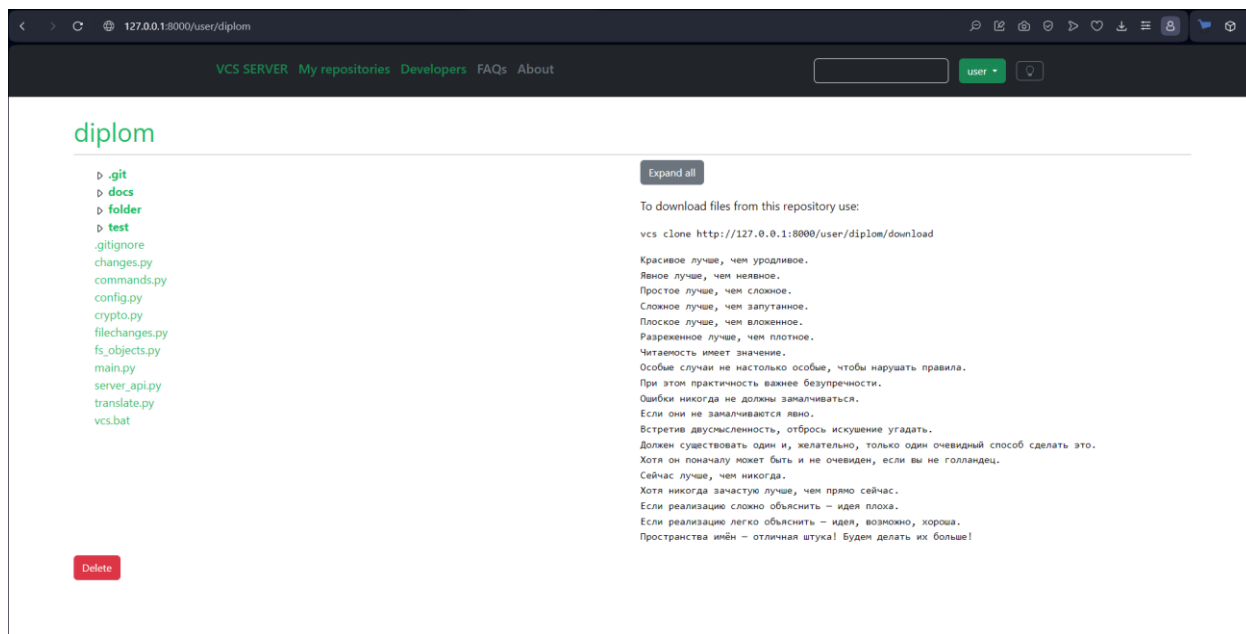 127.0.0.1:8000/user/diplom
VCS SERVER My repositories Developers FAQs About
user
diplom
.git
docs
folder
test
.gitignore
changes.py
commands.py
config.py
crypto.py
filechanges.py
fs_objects.py
main.py
server_api.py
translate.py
vcs.bat
Delete
Expand all
To download files from this repository use:
vcs clone http://127.0.0.1:8000/user/diplom/download
Красивое лучше, чем уродливое.
Явное лучше, чем неявное.
Простое лучше, чем сложное.
Сложное лучше, чем запутанное.
Плоское лучше, чем вложенное.
Разреженное лучше, чем плотное.
Читаемость имеет значение.
Особые случаи не настолько особые, чтобы нарушать правила.
При этом практичность важнее безупречности.
Ошибки никогда не должны замалчиваться.
Если они не замалчиваются явно.
Встретив двусмысленность, отбрось искушение угадать.
Должен существовать один и, желательно, только один очевидный способ сделать это.
Хотя он поначалу может быть и не очевиден, если вы не голландец.
Сейчас лучше, чем никогда.
Хотя никогда зачастую лучше, чем прямо сейчас.
Если реализацию сложно объяснить — идея плоха.
Если реализацию легко объяснить — идея, возможно, хороша.
Пространства имён — отличная штука! Будем делать их больше!